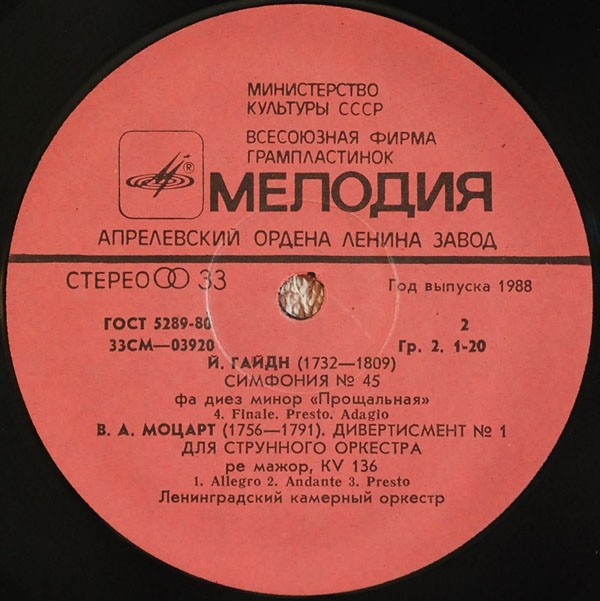 МИНИСТЕРСТВО
КУЛЬТУРЫ СССР
ВСЕСОЮЗНАЯ ФИРМА
ГРАМПЛАСТИНОК
®
МЕЛОДИЯ
АПРЕЛЕВСКИЙ ОРДЕНА ЛЕНИНА ЗАВОД
СТЕРЕО 33
Год выпуска 1988
ГОСТ 5289-80
2
33СМ—03920
Гр. 2. 1-20
Й. ГАЙДН (1732—1809)
СИМФОНИЯ № 45
фа диез минор «Прощальная»
4. Finale. Presto. Adagio
В. А. МОЦАРТ (1756—1791). ДИВЕРТИСМЕНТ № 1
ДЛЯ СТРУННОГО ОРКЕСТРА
ре мажор, KV 136
1. Allegro 2. Andante 3. Presto
Ленинградский камерный оркестр